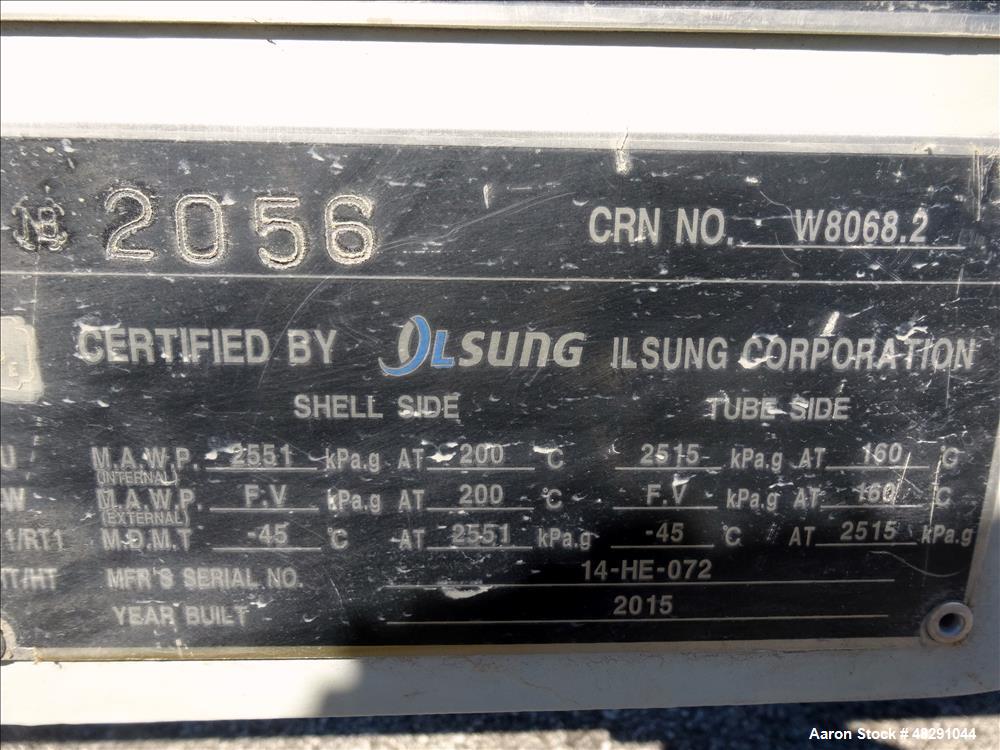 NB 2056 CRN NO. W8068.2
CERTIFIED BY ILSUNG ILSUNG CORPORATION
E
SHELL SIDE TUBE SIDE
U M.A.W.P. 2551 kPa.g AT 200 °C 2515 kPa.g AT 160 °C
(INTERNAL)
W M.A.W.P. F.V kPa.g AT 200 °C F.V kPa.g AT 160 °C
(EXTERNAL)
1/RT1 M.D.M.T -45 °C AT 2551 kPa.g -45 °C AT 2515 kPa.g
T/HT MFR'S SERIAL NO. 14-HE-072
YEAR BUILT 2015
Aaron Stock # 48291044